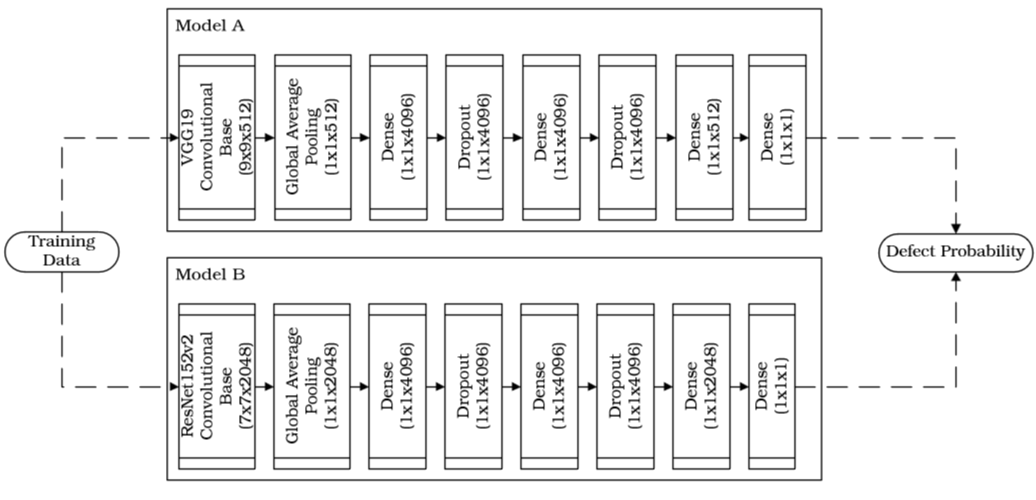 Model A
VGG19
Convolutional
Base
(9x9x512)
Global Average
Pooling
(1x1x512)
Dense
(1x1x4096)
Dropout
(1x1x4096)
Dense
(1x1x4096)
Dropout
(1x1x4096)
Dense
(1x1x512)
Dense
(1x1x1)
Training
Data
Defect Probability
Model B
ResNet152v2
Convolutional
Base
(7x7x2048)
Global Average
Pooling
(1x1x2048)
Dense
(1x1x4096)
Dropout
(1x1x4096)
Dense
(1x1x4096)
Dropout
(1x1x4096)
Dense
(1x1x2048)
Dense
(1x1x1)